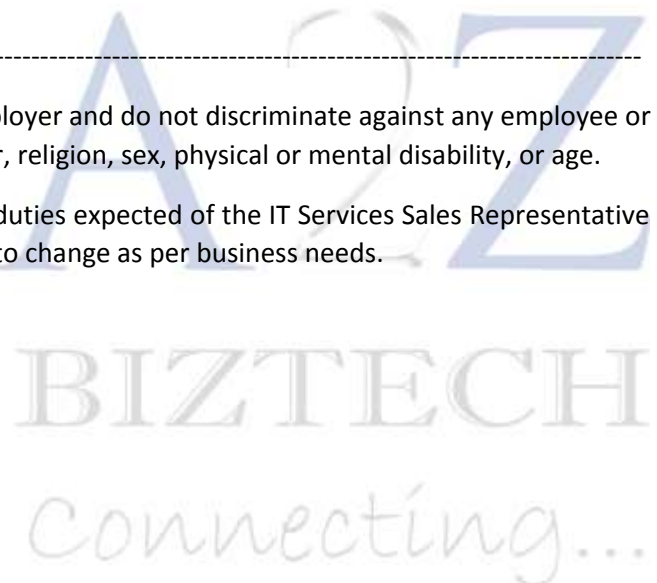 --------------------------------------------------------------------------------
ployer and do not discriminate against any employee or
r, religion, sex, physical or mental disability, or age.
duties expected of the IT Services Sales Representative
to change as per business needs.
A2Z
BIZTECH
Connecting...